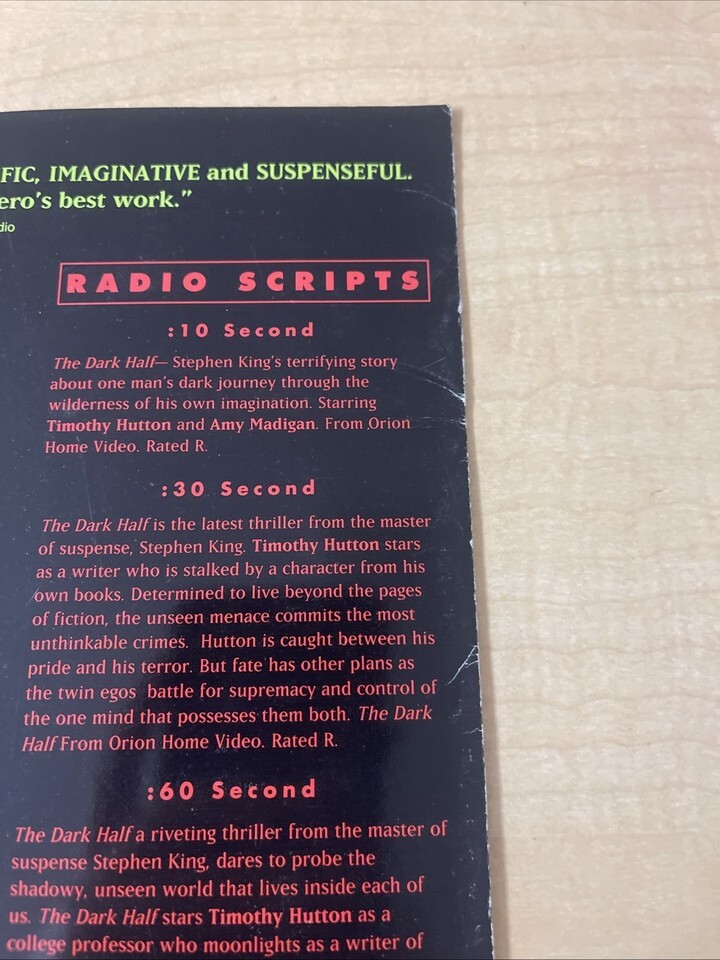 FIC, IMAGINATIVE and SUSPENSEFUL.
ero's best work."
dio
RADIO SCRIPTS
:10 Second
The Dark Half— Stephen King's terrifying story
about one man's dark journey through the
wilderness of his own imagination. Starring
Timothy Hutton and Amy Madigan. From Orion
Home Video. Rated R.
:30 Second
The Dark Half is the latest thriller from the master
of suspense, Stephen King. Timothy Hutton stars
as a writer who is stalked by a character from his
own books. Determined to live beyond the pages
of fiction, the unseen menace commits the most
unthinkable crimes. Hutton is caught between his
pride and his terror. But fate has other plans as
the twin egos battle for supremacy and control of
the one mind that possesses them both. The Dark
Half From Orion Home Video. Rated R.
:60 Second
The Dark Half a riveting thriller from the master of
suspense Stephen King, dares to probe the
shadowy, unseen world that lives inside each of
us. The Dark Half stars Timothy Hutton as a
college professor who moonlights as a writer of